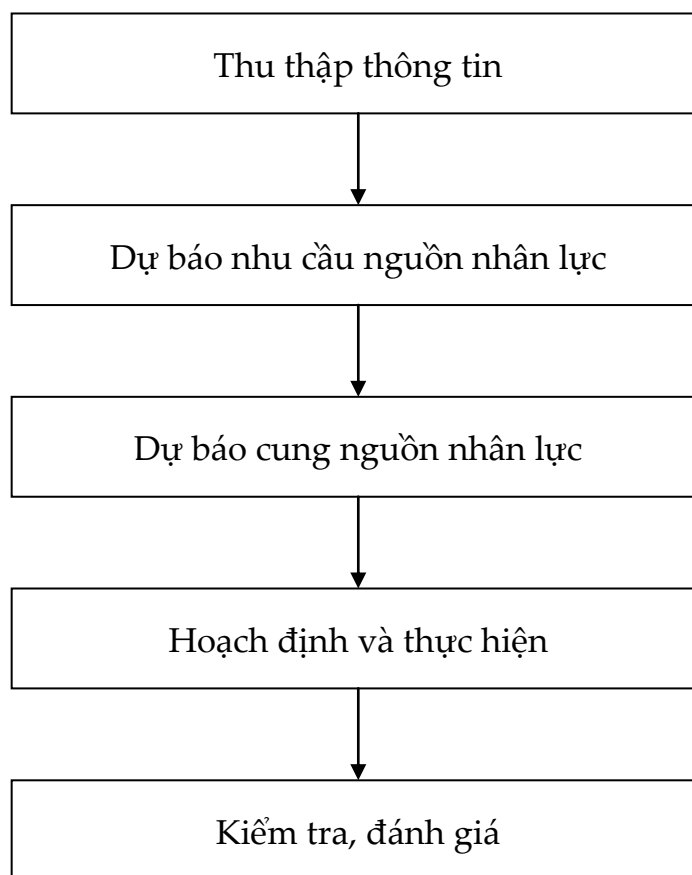 Thu thập thông tin
Dự báo nhu cầu nguồn nhân lực
Dự báo cung nguồn nhân lực
Hoạch định và thực hiện
Kiểm tra, đánh giá